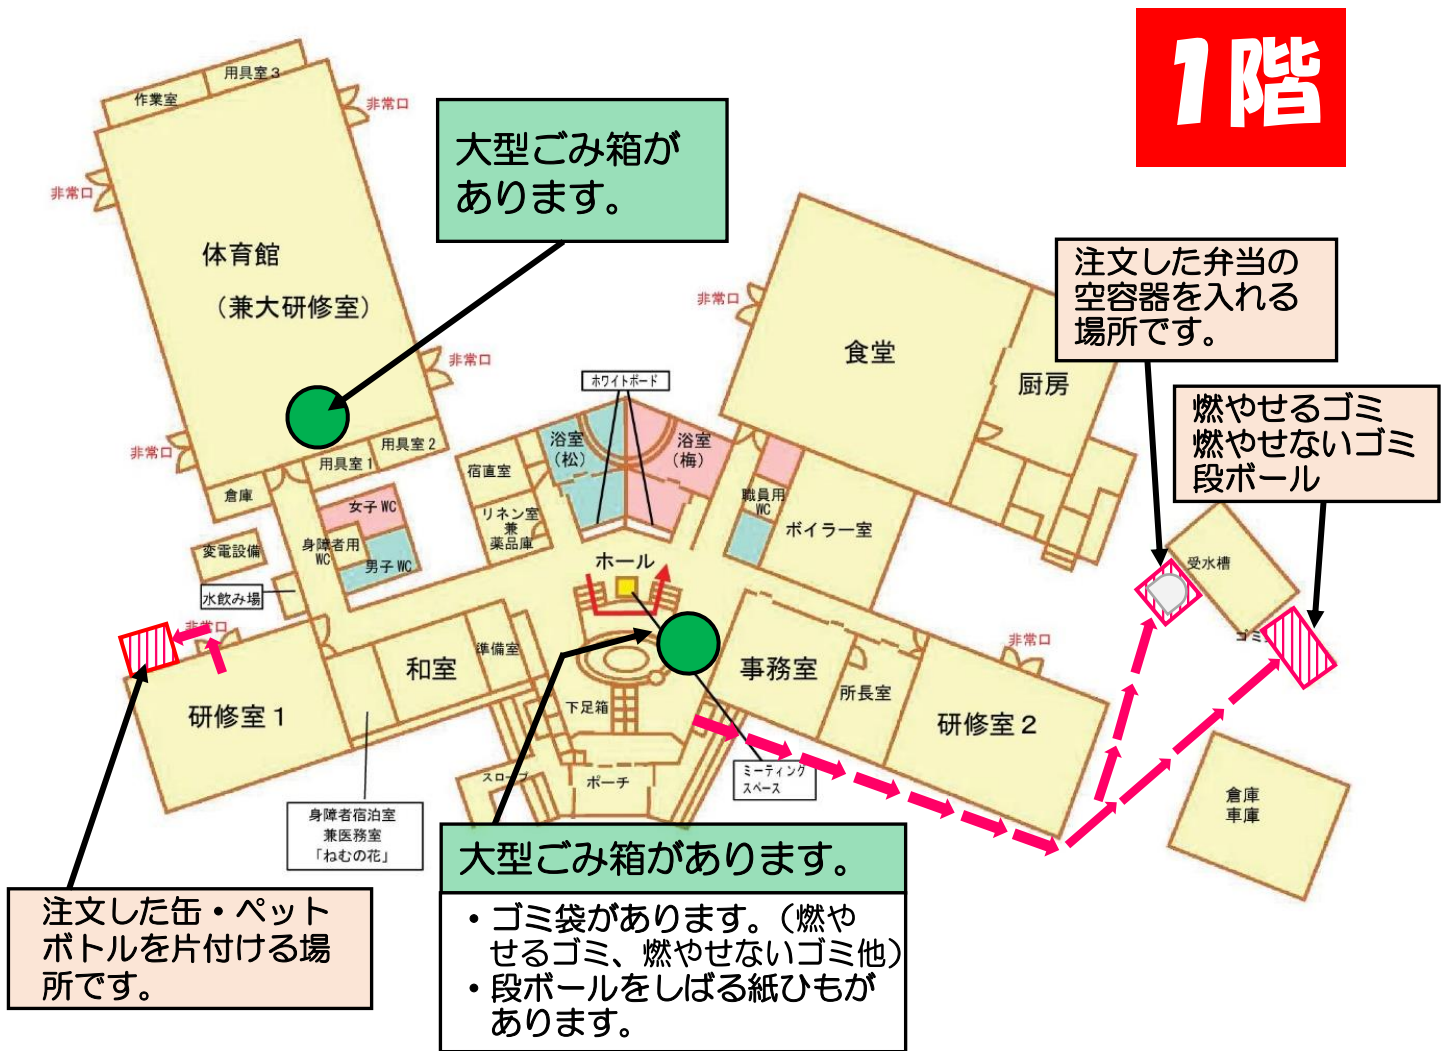 1階
用具室3
作業室
非常口
非常口
大型ごみ箱が
あります。
体育館
（兼大研修室）
非常口
非常口
非常口
注文した弁当の
空容器を入れる
場所です。
食堂
厨房
ホワイトボード
燃やせるゴミ
燃やせないゴミ
段ボール
用具室2
用具室1
倉庫
浴室
（松）
浴室
（梅）
宿直室
リネン室
兼
薬品庫
職員用
WC
ボイラー室
女子WC
身障者用
WC
男子WC
変電設備
水飲み場
ホール
受水槽
非常口
非常口
研修室1
和室
準備室
下足箱
事務室
所長室
研修室2
ミーティング
スペース
スロープ
ポーチ
倉庫
車庫
身障者宿泊室
兼医務室
「ねむの花」
大型ごみ箱があります。
・ゴミ袋があります。（燃や
せるゴミ、燃やせないゴミ他）
・段ボールをしばる紙ひもが
あります。
注文した缶・ペット
ボトルを片付ける場
所です。